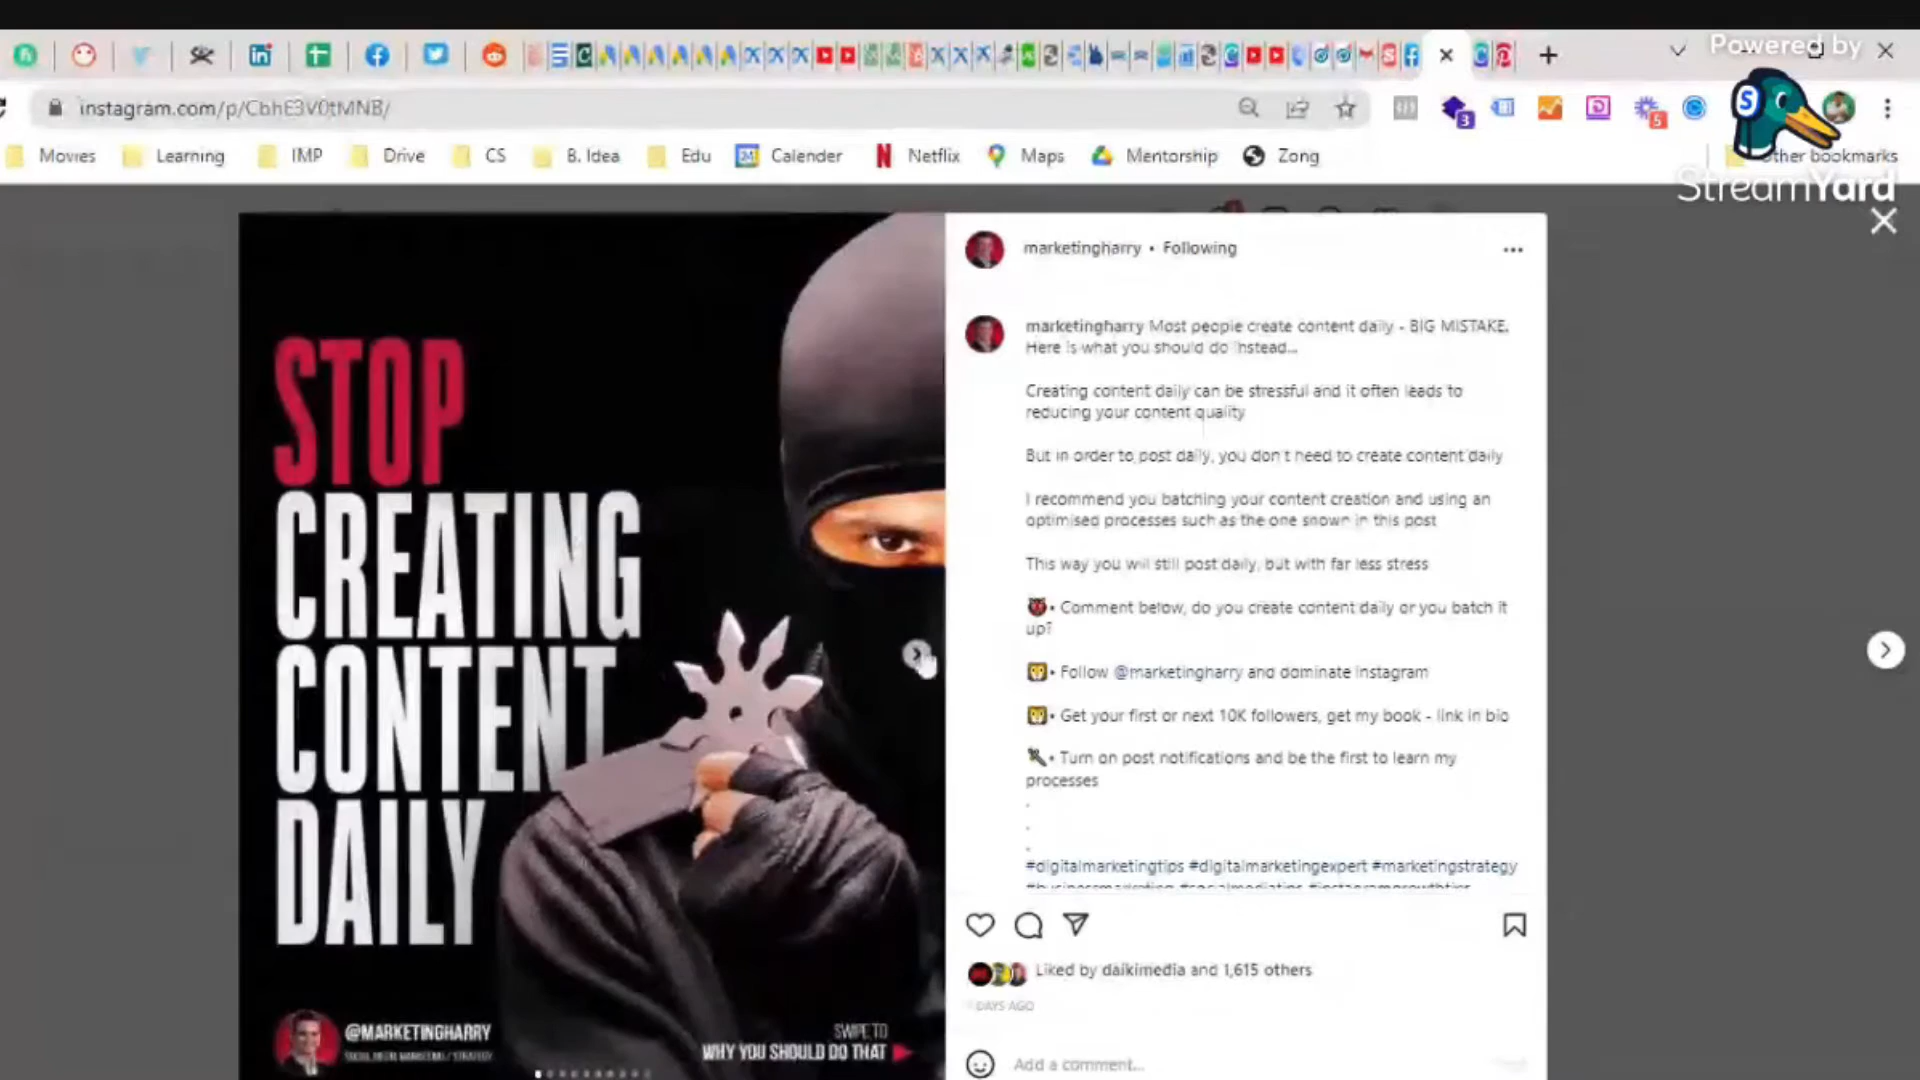 Powered by
instagram.com/p/CbhE3V0tMNB/
3
5
Movies
Learning
IMP
Drive
CS
B. Idea
Edu
Calender
Netflix
Maps
Mentorship
Zong
Other bookmarks
StreamYard
STOP
CREATING
CONTENT
DAILY
@MARKETINGHARRY
SWIPE TO
WHY YOU SHOULD DO THAT
marketingharry • Following
marketingharry Most people create content daily - BIG MISTAKE.
Here is what you should do instead...
Creating content daily can be stressful and it often leads to
reducing your content quality
But in order to post daily, you don't need to create content daily
I recommend you batching your content creation and using an
optimised processes such as the one shown in this post
This way you will still post daily, but with far less stress
• Comment below, do you create content daily or you batch it
up?
• Follow @marketingharry and dominate Instagram
• Get your first or next 10K followers, get my book - link in bio
• Turn on post notifications and be the first to learn my
processes
.
.
.
#digitalmarketingtips #digitalmarketingexpert #marketingstrategy
Liked by daikimedia and 1,615 others
DAYS AGO
Add a comment...